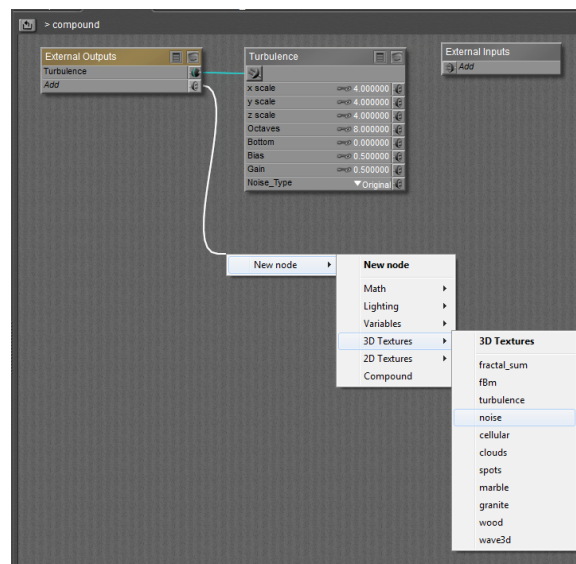 > compound
External Outputs
Turbulence
Add
Turbulence
x scale 4.000000
y scale 4.000000
z scale 4.000000
Octaves 8.000000
Bottom 0.000000
Bias 0.500000
Gain 0.500000
Noise_Type Original
External Inputs
Add
New node
New node
Math
Lighting
Variables
3D Textures
2D Textures
Compound
3D Textures
fractal_sum
fBm
turbulence
noise
cellular
clouds
spots
marble
granite
wood
wave3d